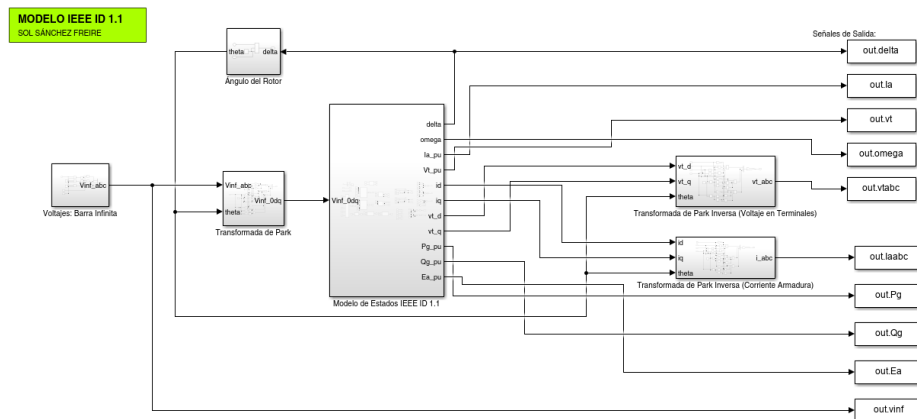 MODELO IEEE ID 1.1
SOL SÁNCHEZ FREIRE
Señales de Salida:
theta
delta
Ángulo del Rotor
out.delta
out.Ia
out.vt
out.omega
out.vtabc
out.Iaabc
out.Pg
out.Qg
out.Ea
out.vinf
Vinf_abc
Voltajes: Barra Infinita
Vinf_abc
theta
Vinf_0dq
Transformada de Park
Vinf_0dq
delta
omega
Ia_pu
Vt_pu
id
iq
vt_d
vt_q
Pg_pu
Qg_pu
Ea_pu
Modelo de Estados IEEE ID 1.1
vt_d
vt_q
theta
vt_abc
Transformada de Park Inversa (Voltaje en Terminales)
id
iq
theta
i_abc
Transformada de Park Inversa (Corriente Armadura)